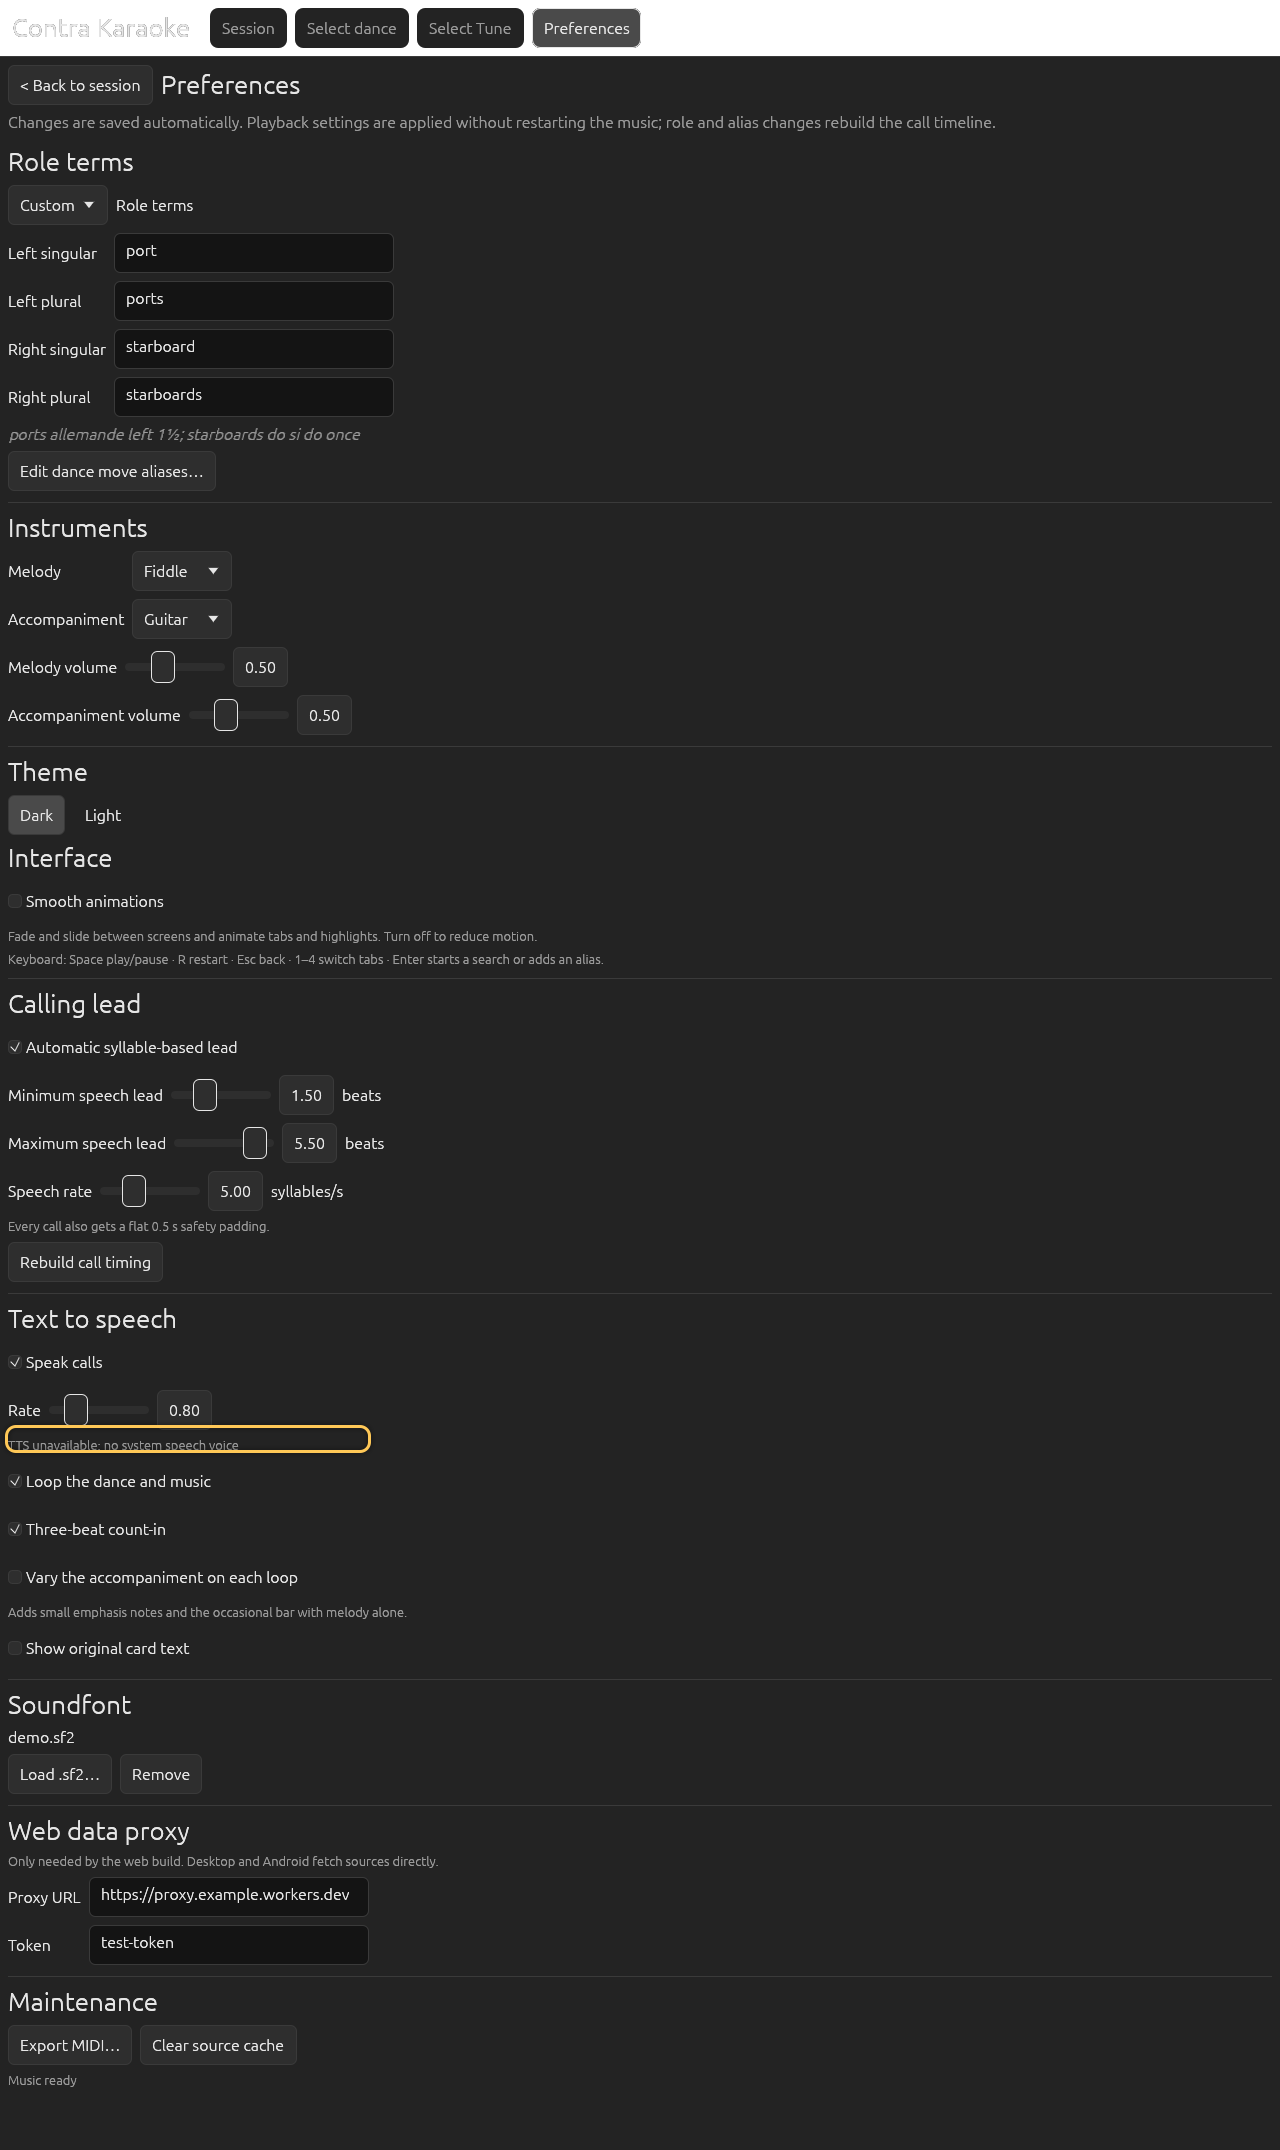 Contra Karaoke Session Select dance Select Tune Preferences
< Back to session Preferences
Changes are saved automatically. Playback settings are applied without restarting the music; role and alias changes rebuild the call timeline.
Role terms
Custom Role terms
Left singular port
Left plural ports
Right singular starboard
Right plural starboards
ports allemande left 1½; starboards do si do once
Edit dance move aliases…
Instruments
Melody Fiddle
Accompaniment Guitar
Melody volume 0.50
Accompaniment volume 0.50
Theme
Dark Light
Interface
Smooth animations
Fade and slide between screens and animate tabs and highlights. Turn off to reduce motion.
Keyboard: Space play/pause · R restart · Esc back · 1–4 switch tabs · Enter starts a search or adds an alias.
Calling lead
Automatic syllable-based lead
Minimum speech lead 1.50 beats
Maximum speech lead 5.50 beats
Speech rate 5.00 syllables/s
Every call also gets a flat 0.5 s safety padding.
Rebuild call timing
Text to speech
Speak calls
Rate 0.80
TTS unavailable: no system speech voice
Loop the dance and music
Three-beat count-in
Vary the accompaniment on each loop
Adds small emphasis notes and the occasional bar with melody alone.
Show original card text
Soundfont
demo.sf2
Load .sf2… Remove
Web data proxy
Only needed by the web build. Desktop and Android fetch sources directly.
Proxy URL https://proxy.example.workers.dev
Token test-token
Maintenance
Export MIDI… Clear source cache
Music ready